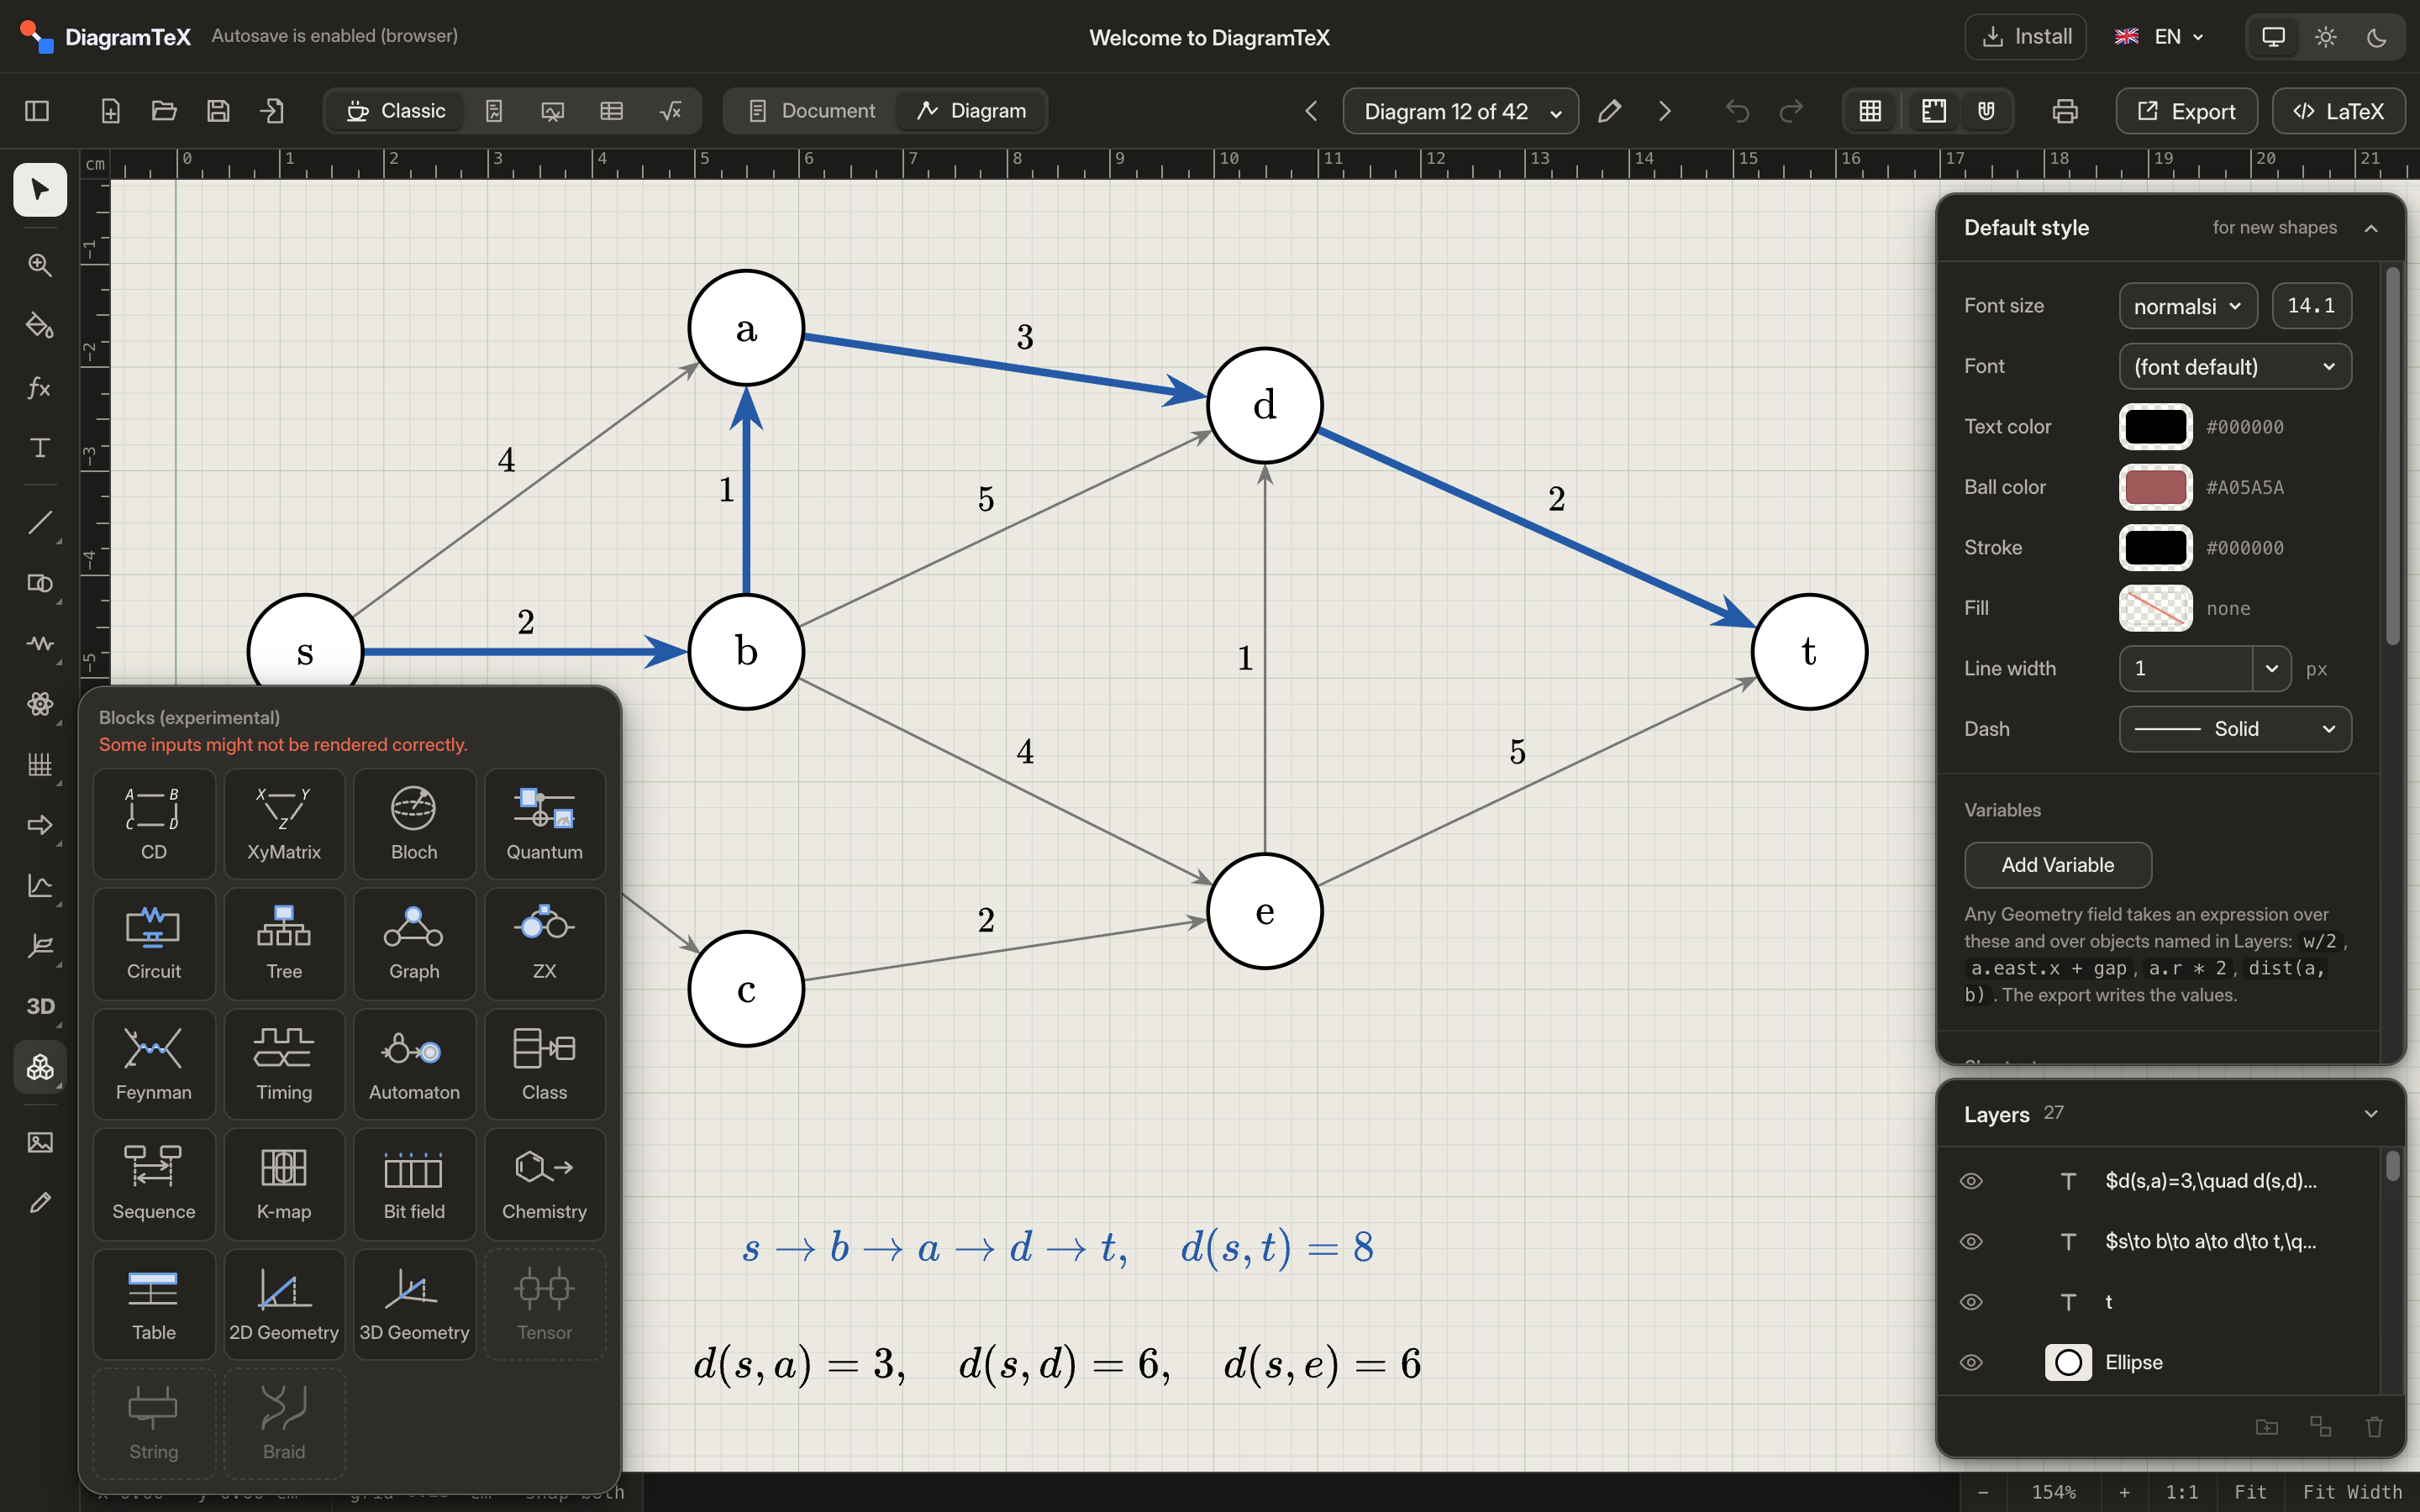 DiagramTeX Autosave is enabled (browser)
Welcome to DiagramTeX
Install
EN
Classic
Document
Diagram
Diagram 12 of 42
Export
LaTeX
cm
0 1 2 3 4 5 6 7 8 9 10 11 12 13 14 15 16 17 18 19 20 21
-1
-2
-3
-4
-5
T
3D
a
3
d
4
1
5
2
s
2
b
t
1
4
5
2
e
c
s → b → a → d → t, d(s, t) = 8
d(s, a) = 3, d(s, d) = 6, d(s, e) = 6
Blocks (experimental)
Some inputs might not be rendered correctly.
A B
C D
CD
X Y
Z
XyMatrix
Bloch
Quantum
Circuit
Tree
Graph
ZX
Feynman
Timing
Automaton
Class
Sequence
K-map
Bit field
Chemistry
Table
2D Geometry
3D Geometry
Tensor
String
Braid
Default style for new shapes
Font size normalsi 14.1
Font (font default)
Text color #000000
Ball color #A05A5A
Stroke #000000
Fill none
Line width 1 px
Dash Solid
Variables
Add Variable
Any Geometry field takes an expression over
these and over objects named in Layers: w/2 ,
a.east.x + gap , a.r * 2 , dist(a,
b) . The export writes the values.
Layers 27
T $d(s,a)=3,\quad d(s,d)...
T $s\to b\to a\to d\to t,\q...
T t
Ellipse
− 154% + 1:1 Fit Fit Width